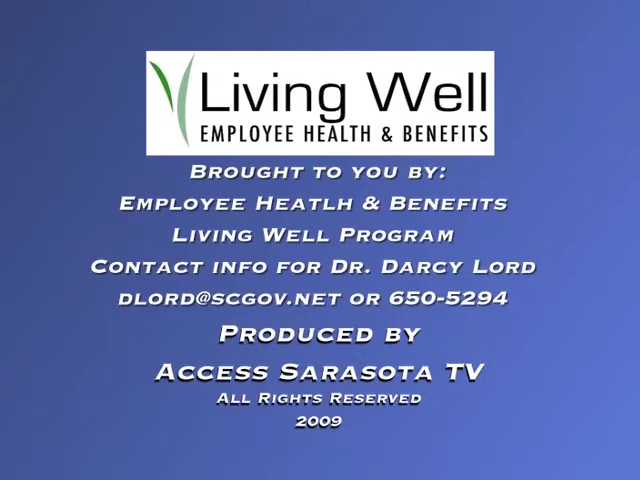 Living Well
EMPLOYEE HEALTH & BENEFITS
BROUGHT TO YOU BY:
EMPLOYEE HEATLH & BENEFITS
LIVING WELL PROGRAM
CONTACT INFO FOR DR. DARCY LORD
DLORD@SCGOV.NET OR 650-5294
PRODUCED BY
ACCESS SARASOTA TV
ALL RIGHTS RESERVED
2009